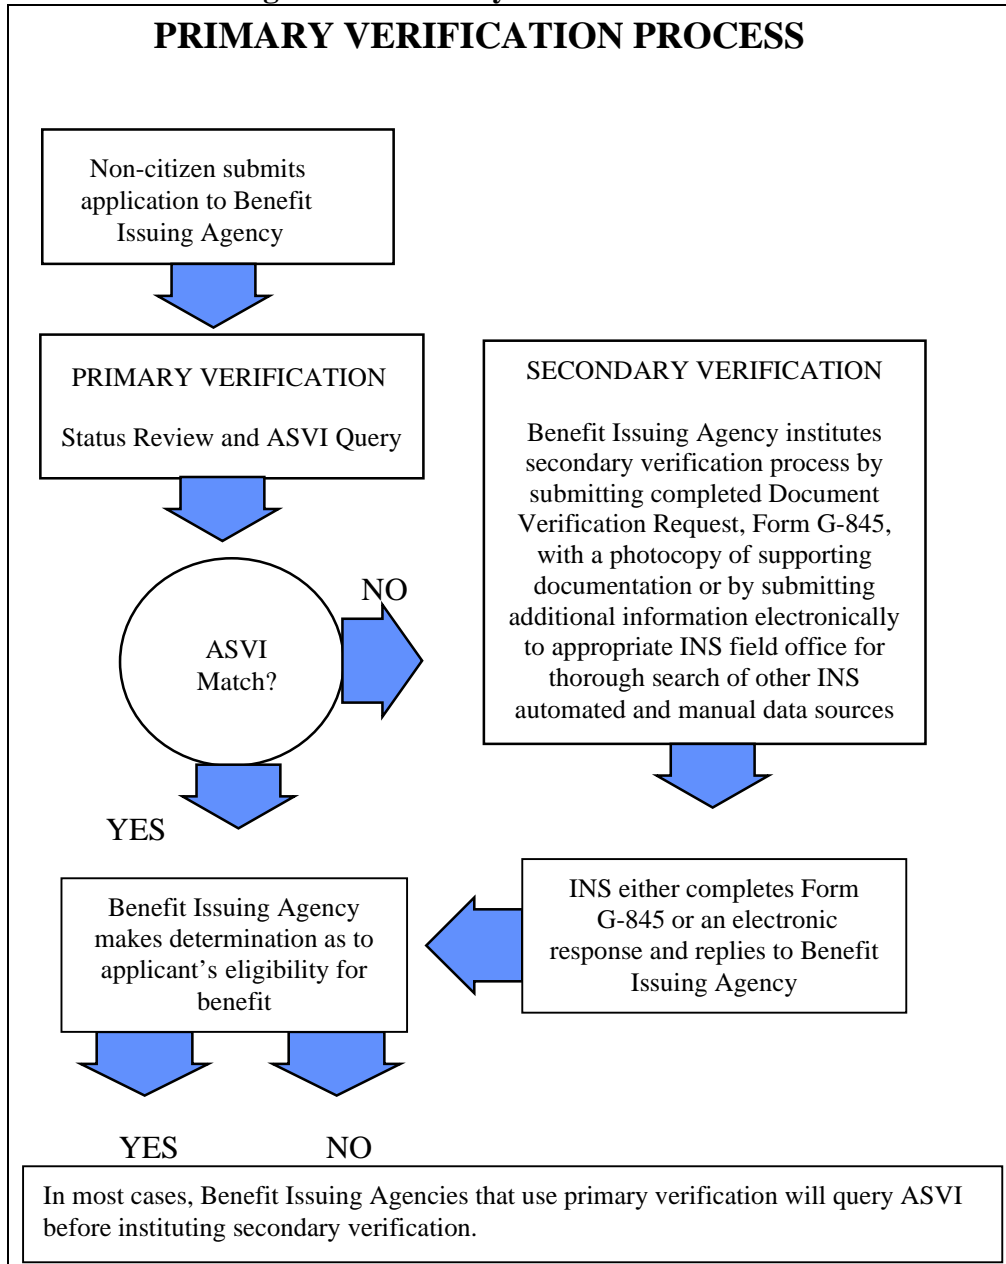 PRIMARY VERIFICATION PROCESS
Non-citizen submits
application to Benefit
Issuing Agency
PRIMARY VERIFICATION
Status Review and ASVI Query
ASVI
Match?
NO
SECONDARY VERIFICATION
Benefit Issuing Agency institutes
secondary verification process by
submitting completed Document
Verification Request, Form G-845,
with a photocopy of supporting
documentation or by submitting
additional information electronically
to appropriate INS field office for
thorough search of other INS
automated and manual data sources
YES
Benefit Issuing Agency
makes determination as to
applicant’s eligibility for
benefit
INS either completes Form
G-845 or an electronic
response and replies to Benefit
Issuing Agency
YES
NO
In most cases, Benefit Issuing Agencies that use primary verification will query ASVI
before instituting secondary verification.